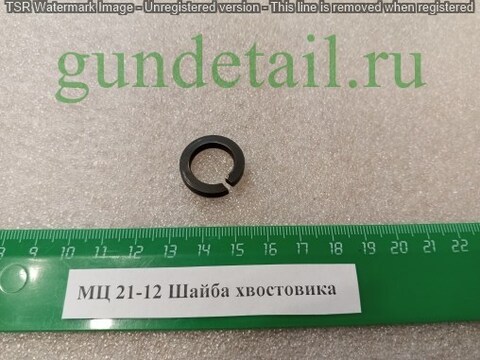 TSR Watermark Image - Unregistered version - This line is removed when registered
gundetail.ru
8 9 10 11 12 13 14 15 16 17 18 19 20 21 22
МЦ 21-12 Шайба хвостовика